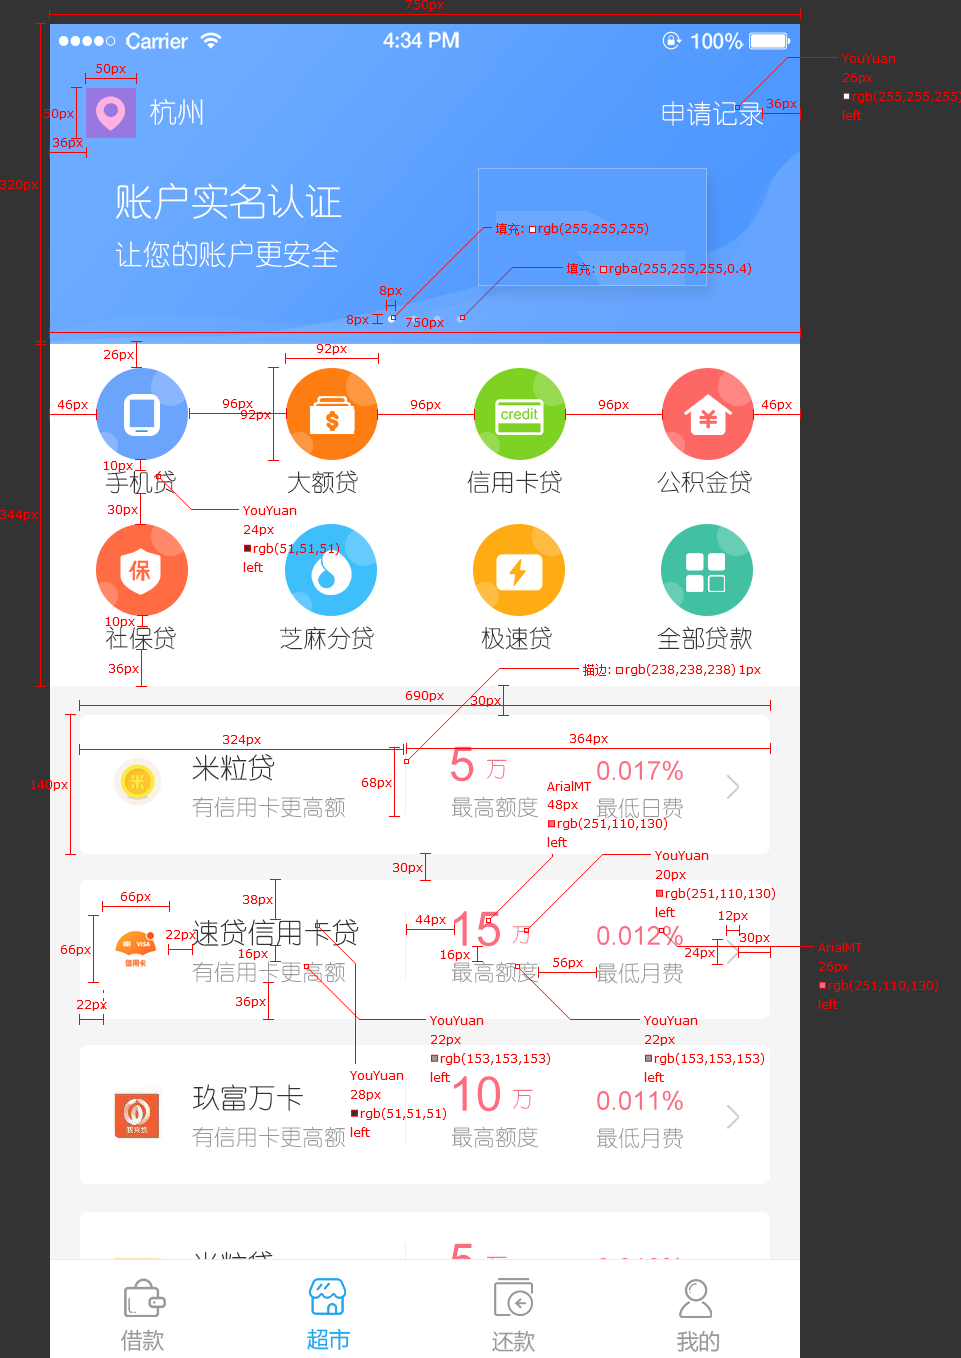 750px
Carrier
4:34 PM
100%
50px
YouYuan
26px
rgb(255,255,255)
left
50px
杭州
申请记录
36px
36px
320px
账户实名认证
让您的账户更安全
填充: rgb(255,255,255)
填充: rgba(255,255,255,0.4)
8px
8px
750px
26px
92px
46px
96px
92px
96px
96px
46px
credit
10px
手机贷
大额贷
信用卡贷
公积金贷
30px
YouYuan
24px
rgb(51,51,51)
left
344px
保
10px
社保贷
芝麻分贷
极速贷
全部贷款
36px
描边: rgb(238,238,238) 1px
690px
30px
324px
364px
140px
米
米粒贷
68px
5 万
0.017%
有信用卡更高额
最高额度
最低日费
ArialMT
48px
rgb(251,110,130)
left
30px
YouYuan
20px
rgb(251,110,130)
left
66px
38px
12px
66px
22px
速贷信用卡贷
44px
15 万
0.012%
30px
VISA
信用卡
16px
16px
24px
有信用卡更高额
最高额度
56px
最低月费
ArialMT
26px
rgb(251,110,130)
left
22px
36px
YouYuan
22px
rgb(153,153,153)
left
YouYuan
22px
rgb(153,153,153)
left
YouYuan
28px
rgb(51,51,51)
left
玖富万卡
10 万
0.011%
有信用卡更高额
最高额度
最低月费
米粒贷
5 万
借款
超市
还款
我的